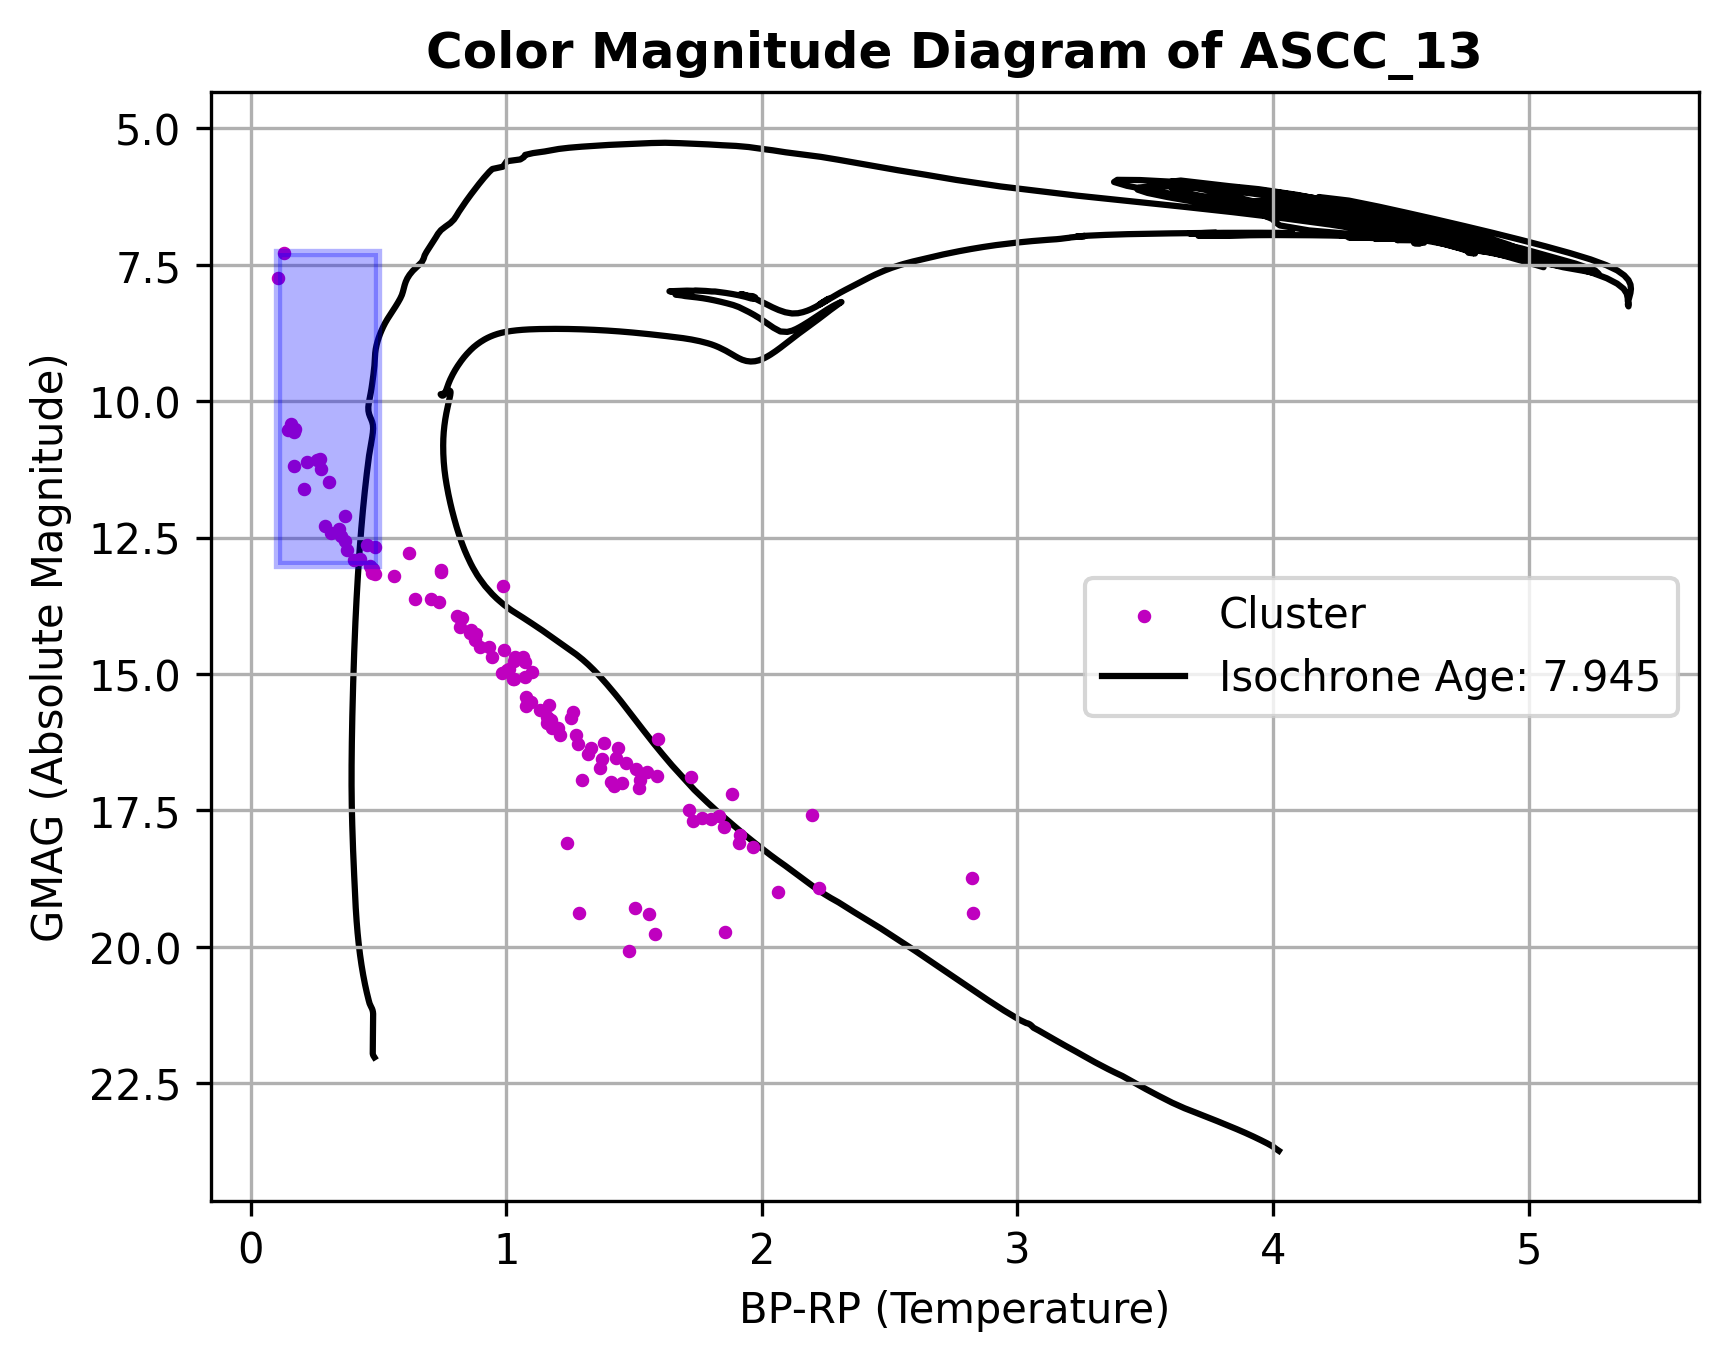 Color Magnitude Diagram of ASCC_13
GMAG (Absolute Magnitude)
5.0
7.5
10.0
12.5
15.0
17.5
20.0
22.5
Cluster
Isochrone Age: 7.945
0 1 2 3 4 5
BP-RP (Temperature)